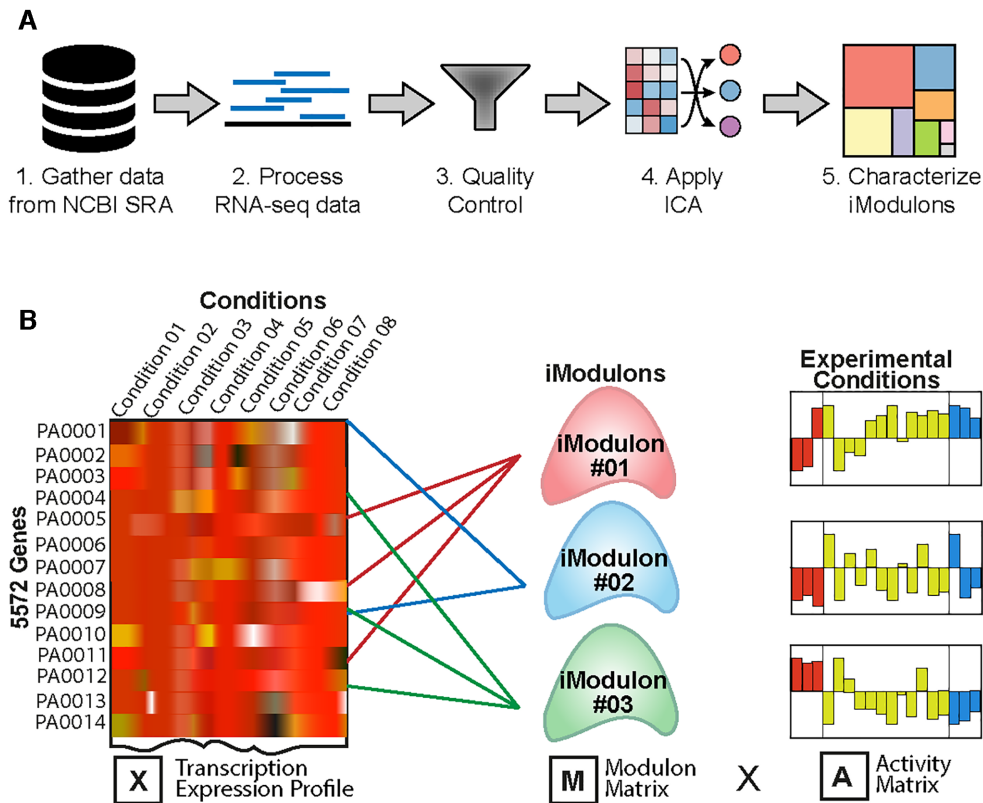 A
1. Gather data
from NCBI SRA
2. Process
RNA-seq data
3. Quality
Control
4. Apply
ICA
5. Characterize
iModulons
B
Conditions
Condition 01
Condition 02
Condition 03
Condition 04
Condition 05
Condition 06
Condition 07
Condition 08
5572 Genes
PA0001
PA0002
PA0003
PA0004
PA0005
PA0006
PA0007
PA0008
PA0009
PA0010
PA0011
PA0012
PA0013
PA0014
X
Transcription
Expression Profile
iModulons
iModulon
#01
iModulon
#02
iModulon
#03
M
Modulon
Matrix
X
Experimental
Conditions
A
Activity
Matrix